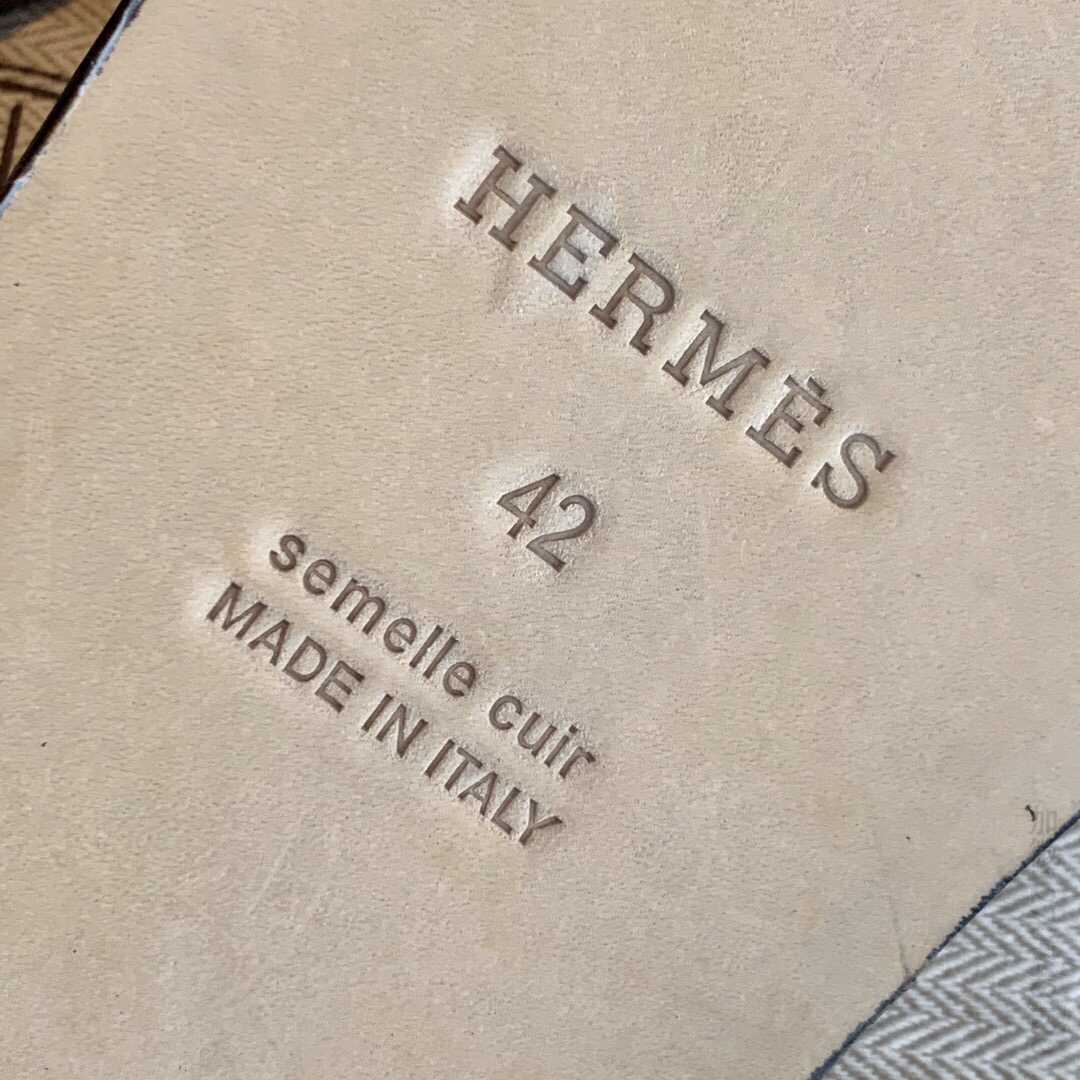 HERMÈS
42
semelle cuir
MADE IN ITALY